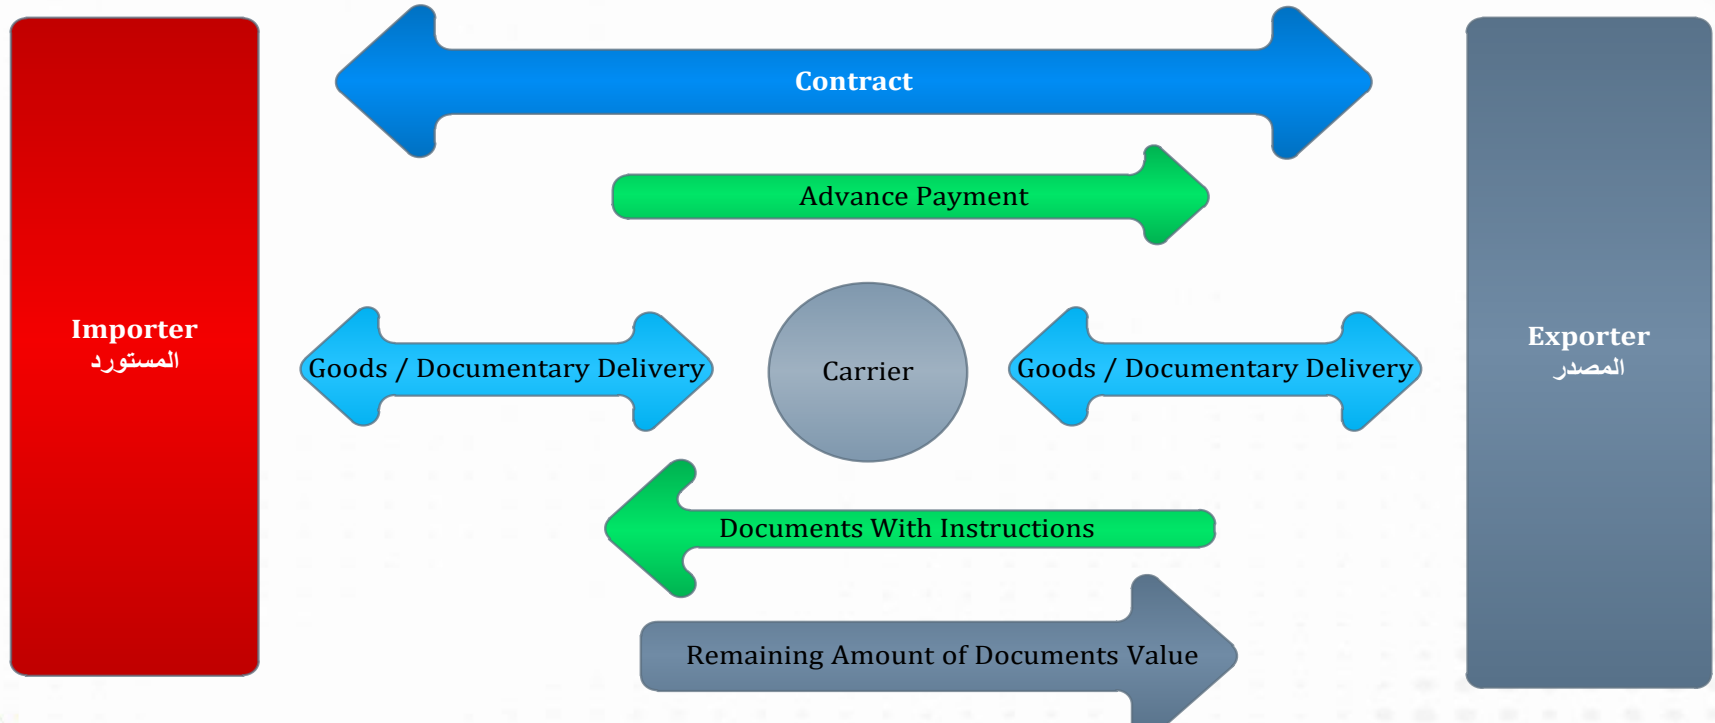 Contract
Advance Payment
Importer
المستورد
Goods / Documentary Delivery
Carrier
Goods / Documentary Delivery
Exporter
المصدر
Documents With Instructions
Remaining Amount of Documents Value